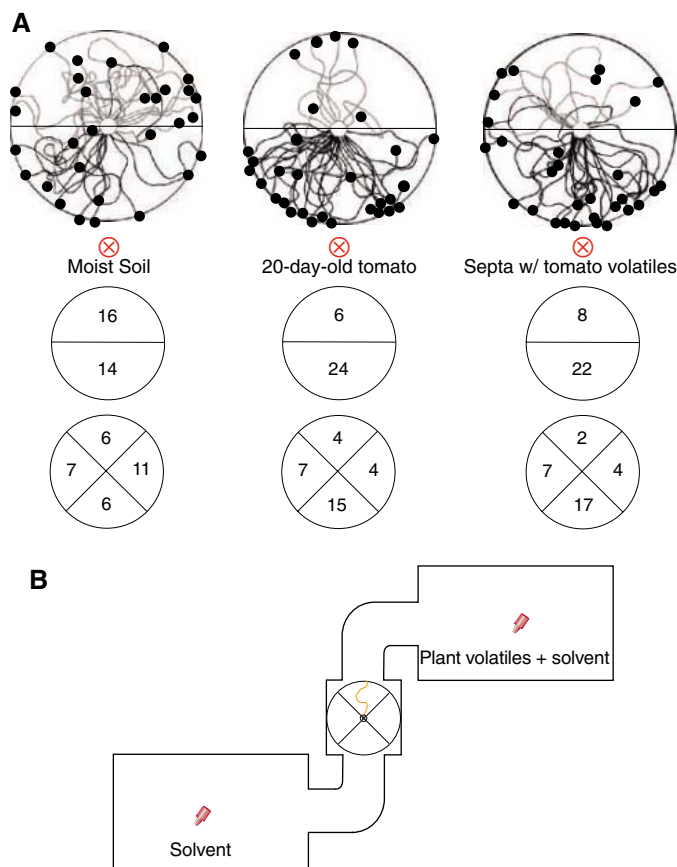 A
Moist Soil
20-day-old tomato
Septa w/ tomato volatiles
16
6
8
14
24
22
6
4
2
7
11
7
4
7
4
6
15
17
B
Plant volatiles + solvent
Solvent